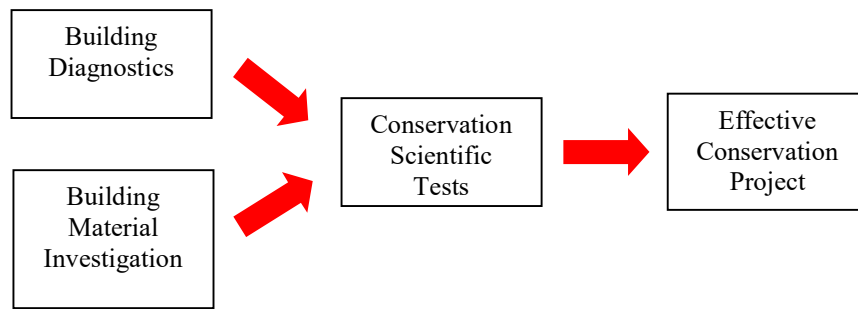 Building
Diagnostics
Building
Material
Investigation
Conservation
Scientific
Tests
Effective
Conservation
Project